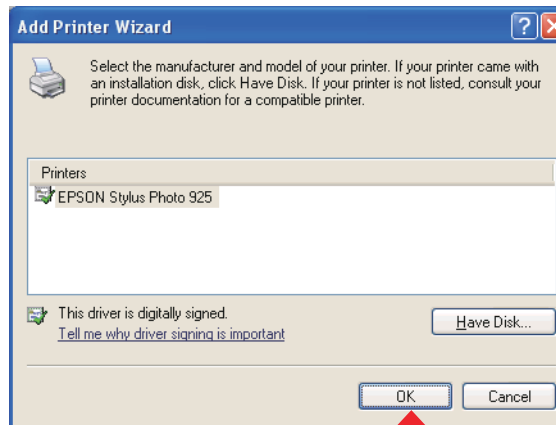 Add Printer Wizard
Select the manufacturer and model of your printer. If your printer came with
an installation disk, click Have Disk. If your printer is not listed, consult your
printer documentation for a compatible printer.
Printers
EPSON Stylus Photo 925
This driver is digitally signed.
Tell me why driver signing is important
Have Disk...
OK
Cancel